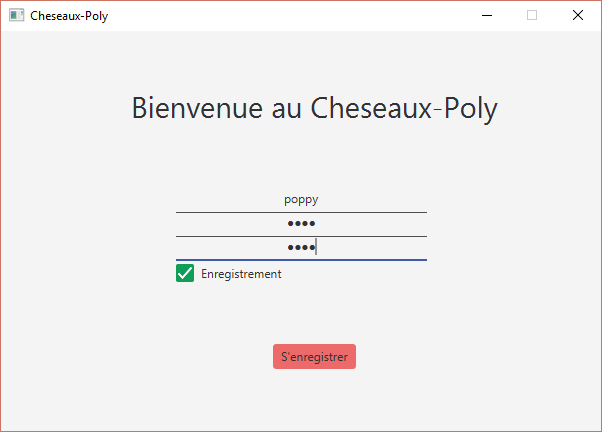 Cheseaux-Poly
Bienvenue au Cheseaux-Poly
poppy
••••
••••
Enregistrement
S'enregistrer